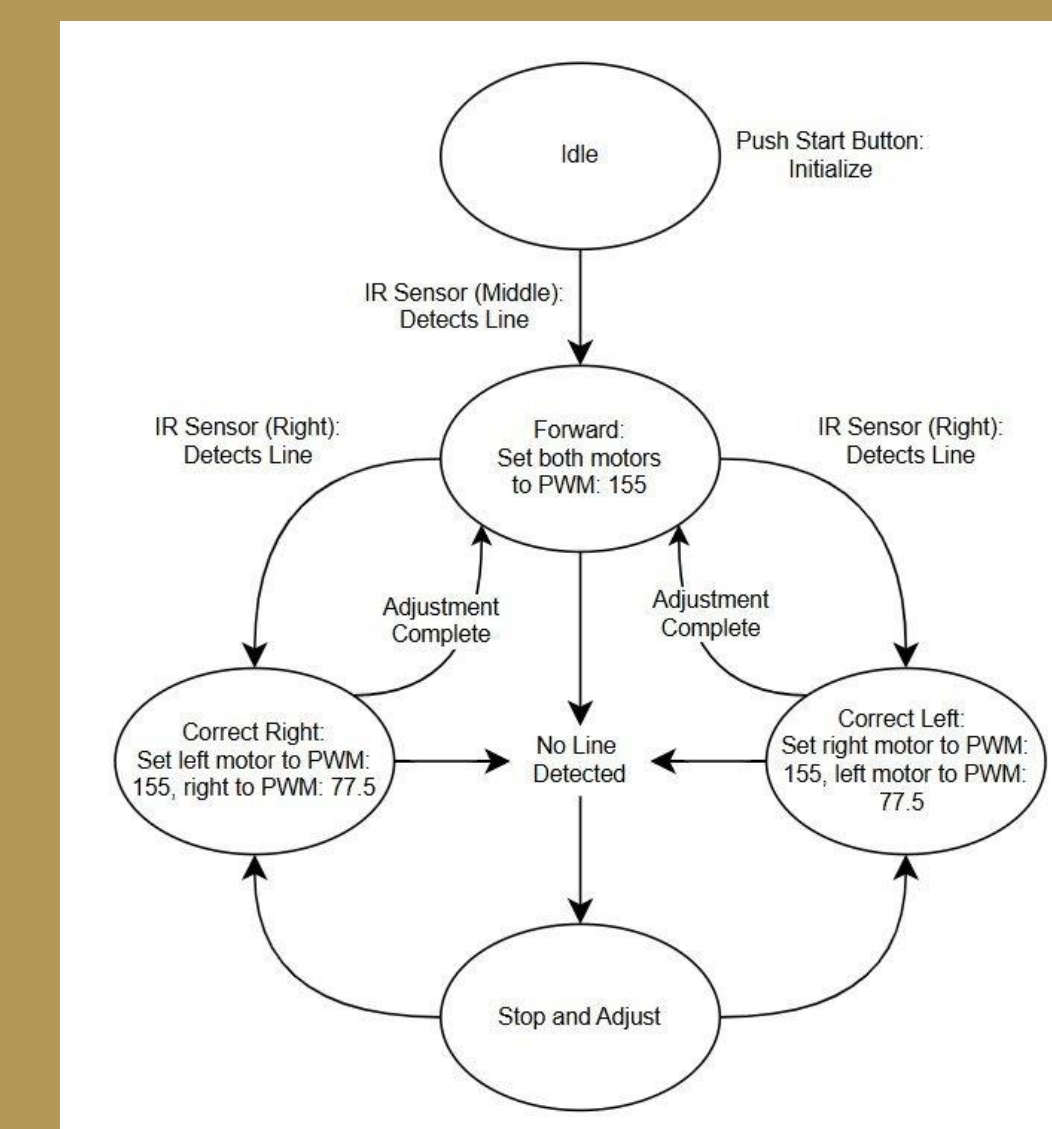 Idle
Push Start Button:
Initialize
IR Sensor (Middle):
Detects Line
IR Sensor (Right):
Detects Line
Forward:
Set both motors
to PWM: 155
IR Sensor (Right):
Detects Line
Adjustment
Complete
Adjustment
Complete
Correct Right:
Set left motor to PWM:
155, right to PWM: 77.5
No Line
Detected
Correct Left:
Set right motor to PWM:
155, left motor to PWM:
77.5
Stop and Adjust